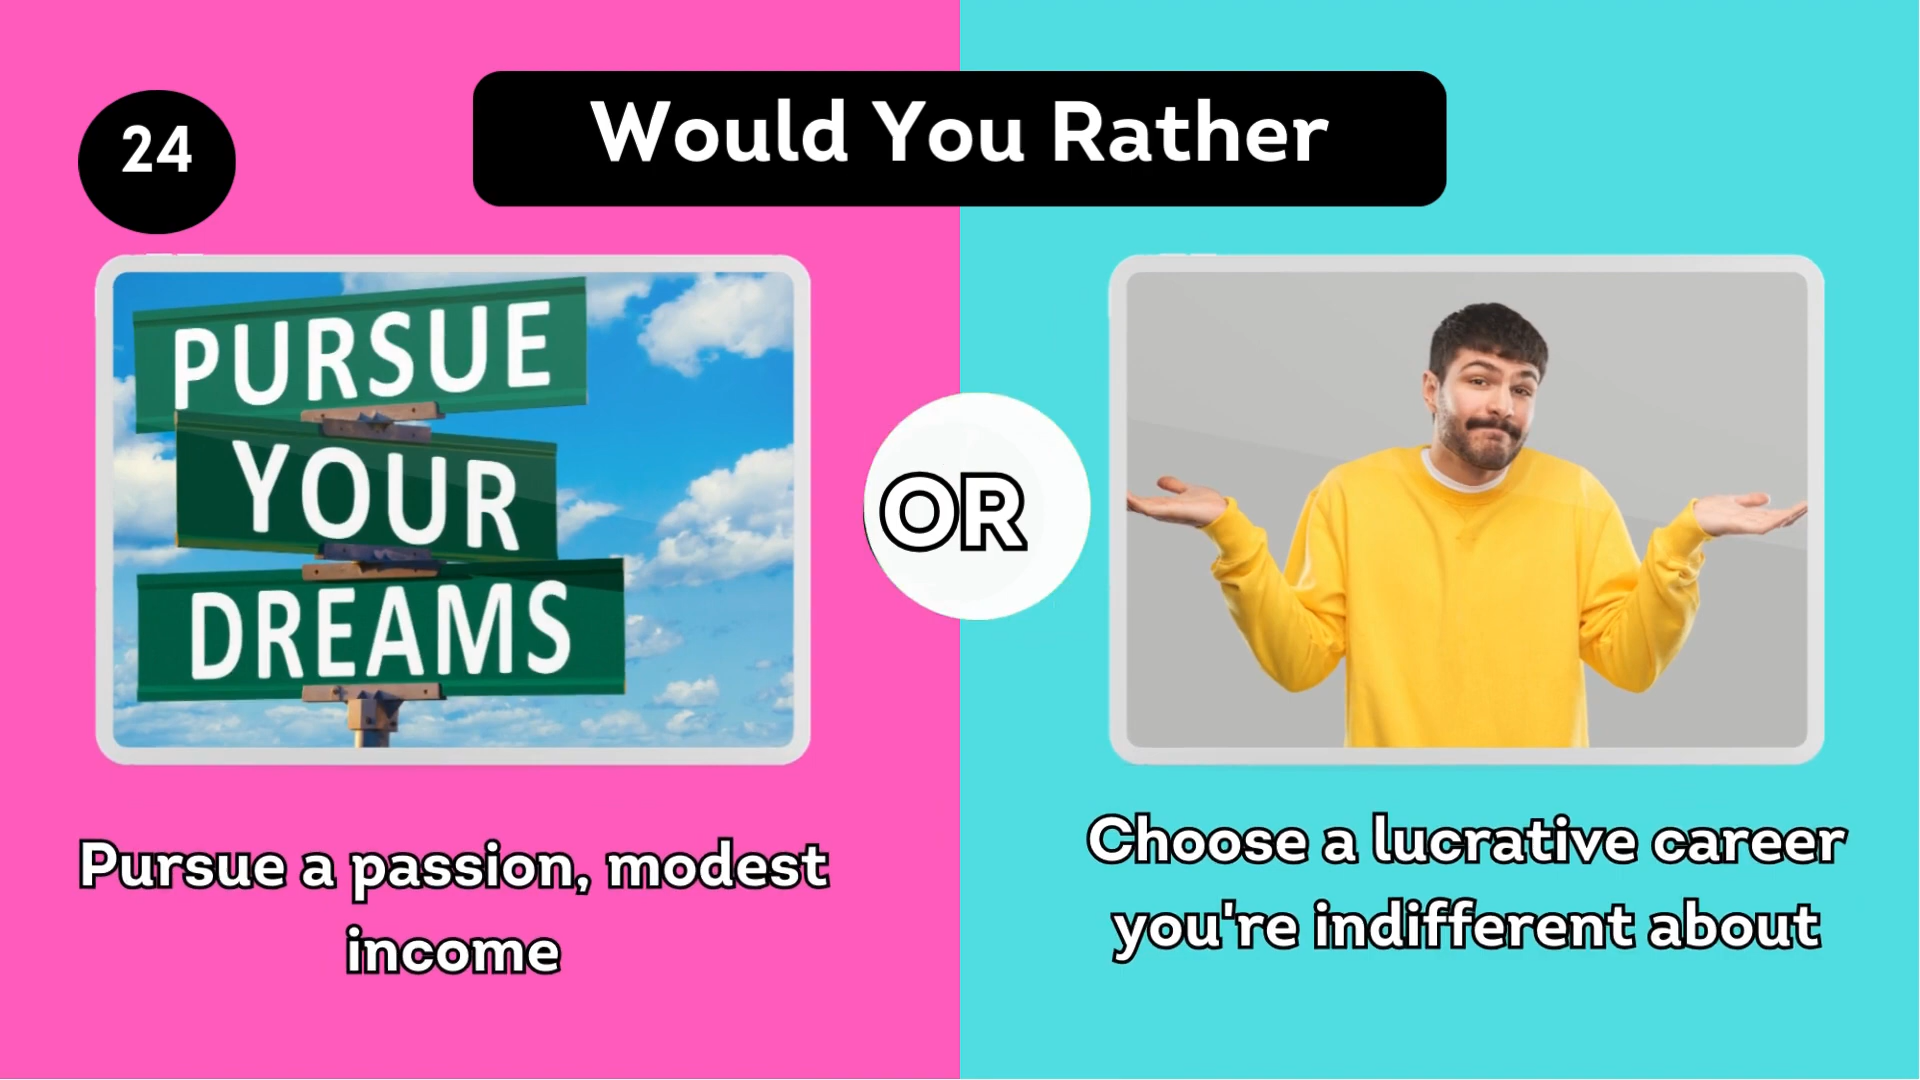 24
Would You Rather
PURSUE
YOUR
DREAMS
OR
Pursue a passion, modest
income
Choose a lucrative career
you're indifferent about